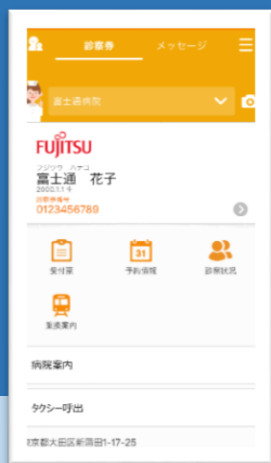 診察券 メッセージ
富士通病院
FUJITSU
フジツウ ハナコ
富士通 花子
2000.1.1 生
診察券番号
0123456789
受付票 予約情報 診察状況
31
乗換案内
病院案内
タクシー呼出
京都大田区新蒲田1-17-25